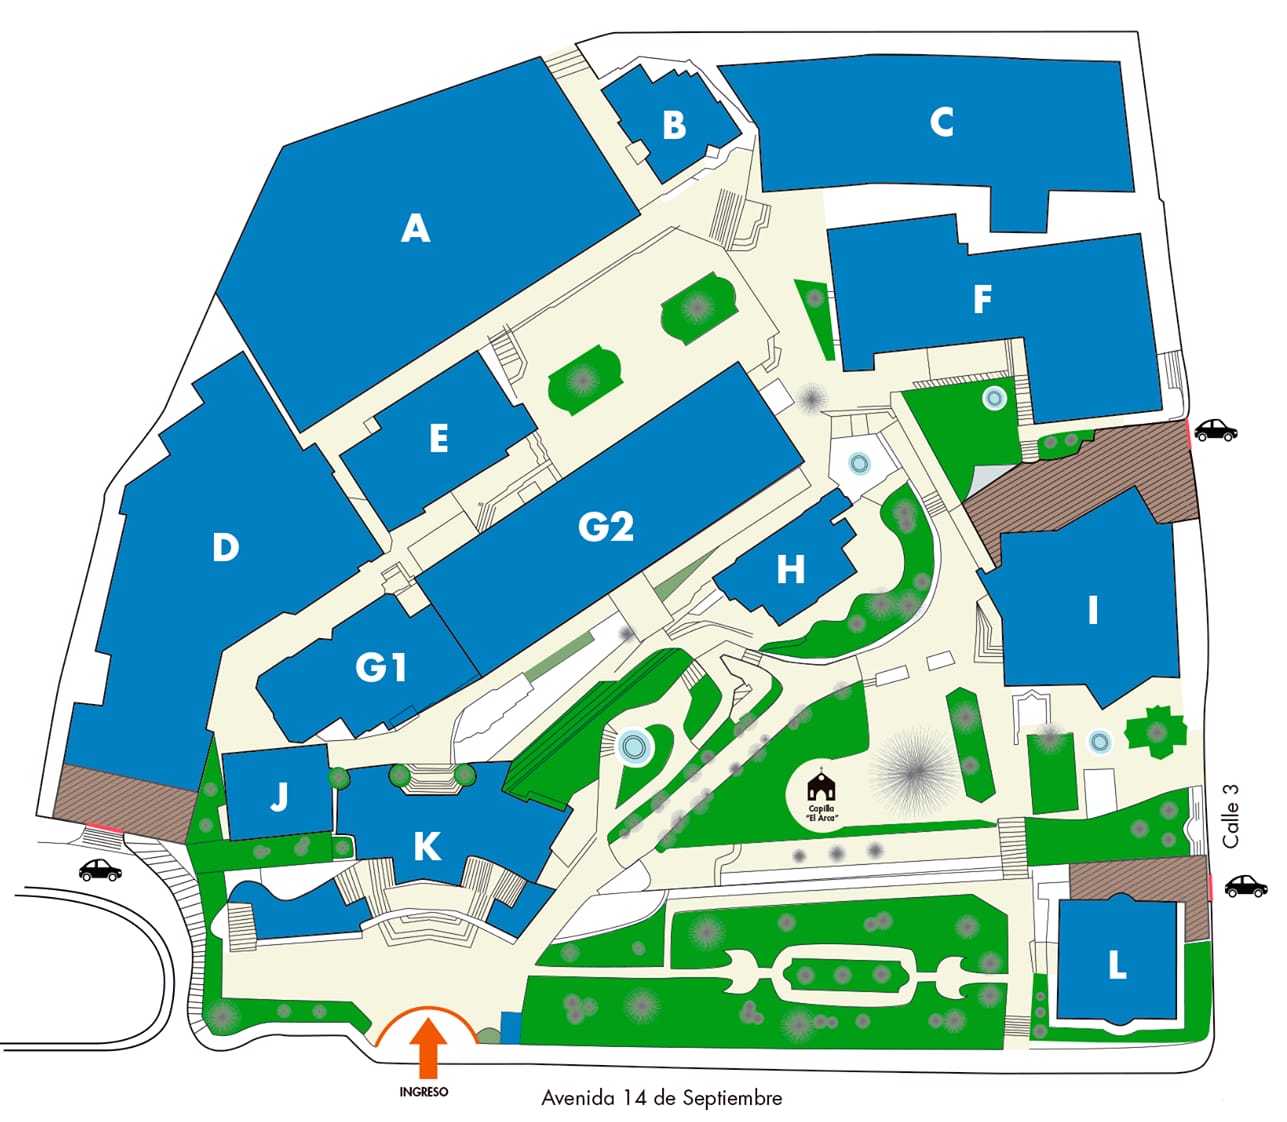 B
C
A
F
E
G2
D
H
I
G1
J
Capilla
"El Arca"
K
Calle 3
L
INGRESO
Avenida 14 de Septiembre